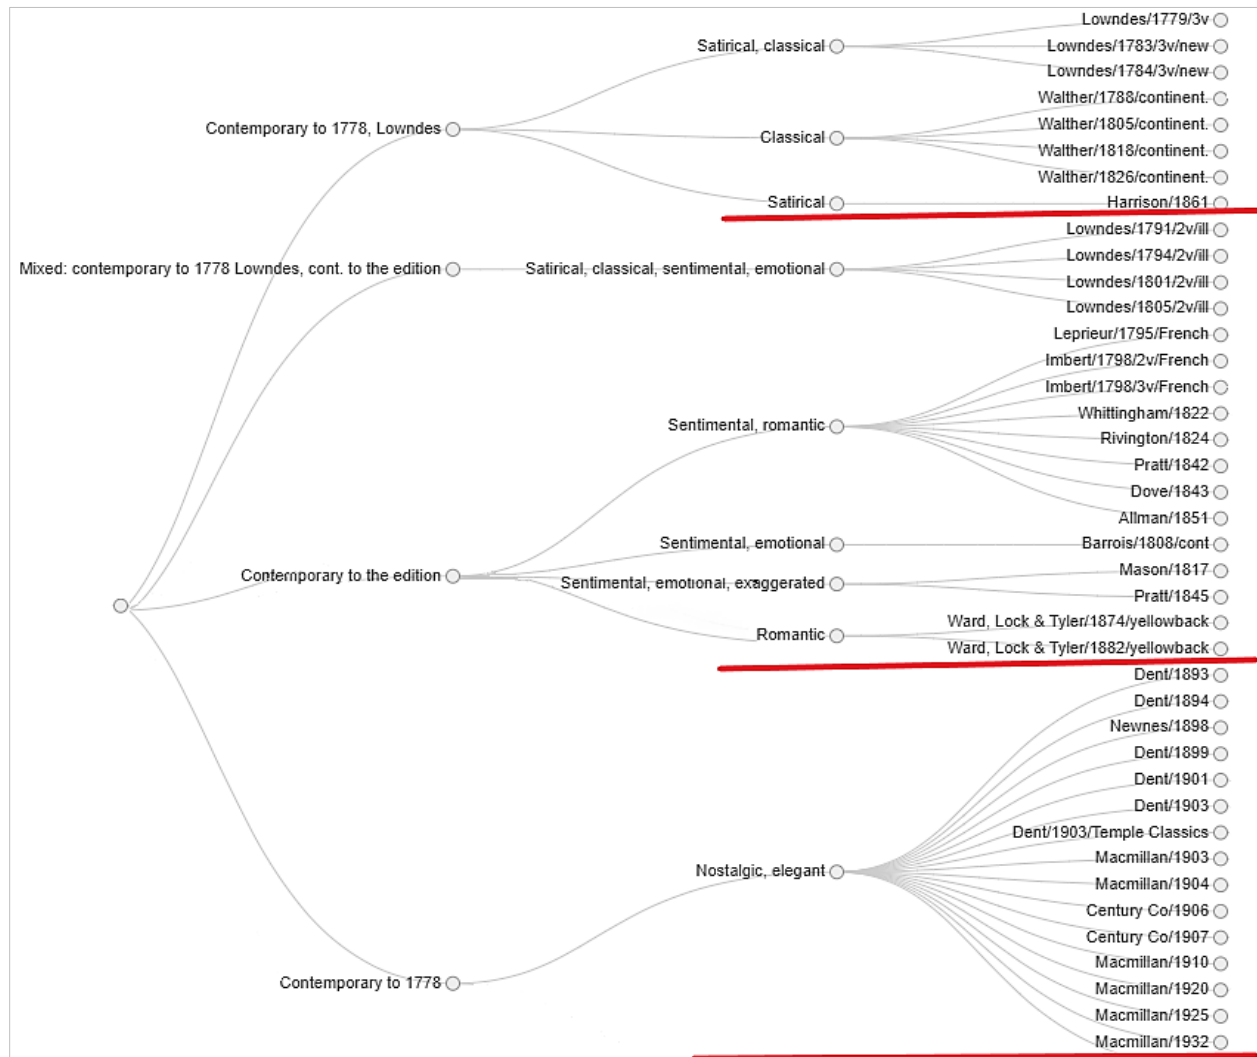 Lowndes/1779/3v
Satirical, classical
Lowndes/1783/3v/new
Lowndes/1784/3v/new
Walther/1788/continent.
Contemporary to 1778, Lowndes
Walther/1805/continent.
Classical
Walther/1818/continent.
Walther/1826/continent.
Satirical
Harrison/1861
Lowndes/1791/2v/ill
Lowndes/1794/2v/ill
Mixed: contemporary to 1778 Lowndes, cont. to the edition
Satirical, classical, sentimental, emotional
Lowndes/1801/2v/ill
Lowndes/1805/2v/ill
Leprieur/1795/French
Imbert/1798/2v/French
Imbert/1798/3v/French
Whittingham/1822
Sentimental, romantic
Rivington/1824
Pratt/1842
Dove/1843
Allman/1851
Sentimental, emotional
Barrois/1808/cont
Mason/1817
Contemporary to the edition
Sentimental, emotional, exaggerated
Pratt/1845
Ward, Lock & Tyler/1874/yellowback
Romantic
Ward, Lock & Tyler/1882/yellowback
Dent/1893
Dent/1894
Newnes/1898
Dent/1899
Dent/1901
Dent/1903
Dent/1903/Temple Classics
Macmillan/1903
Nostalgic, elegant
Macmillan/1904
Century Co/1906
Century Co/1907
Macmillan/1910
Contemporary to 1778
Macmillan/1920
Macmillan/1925
Macmillan/1932